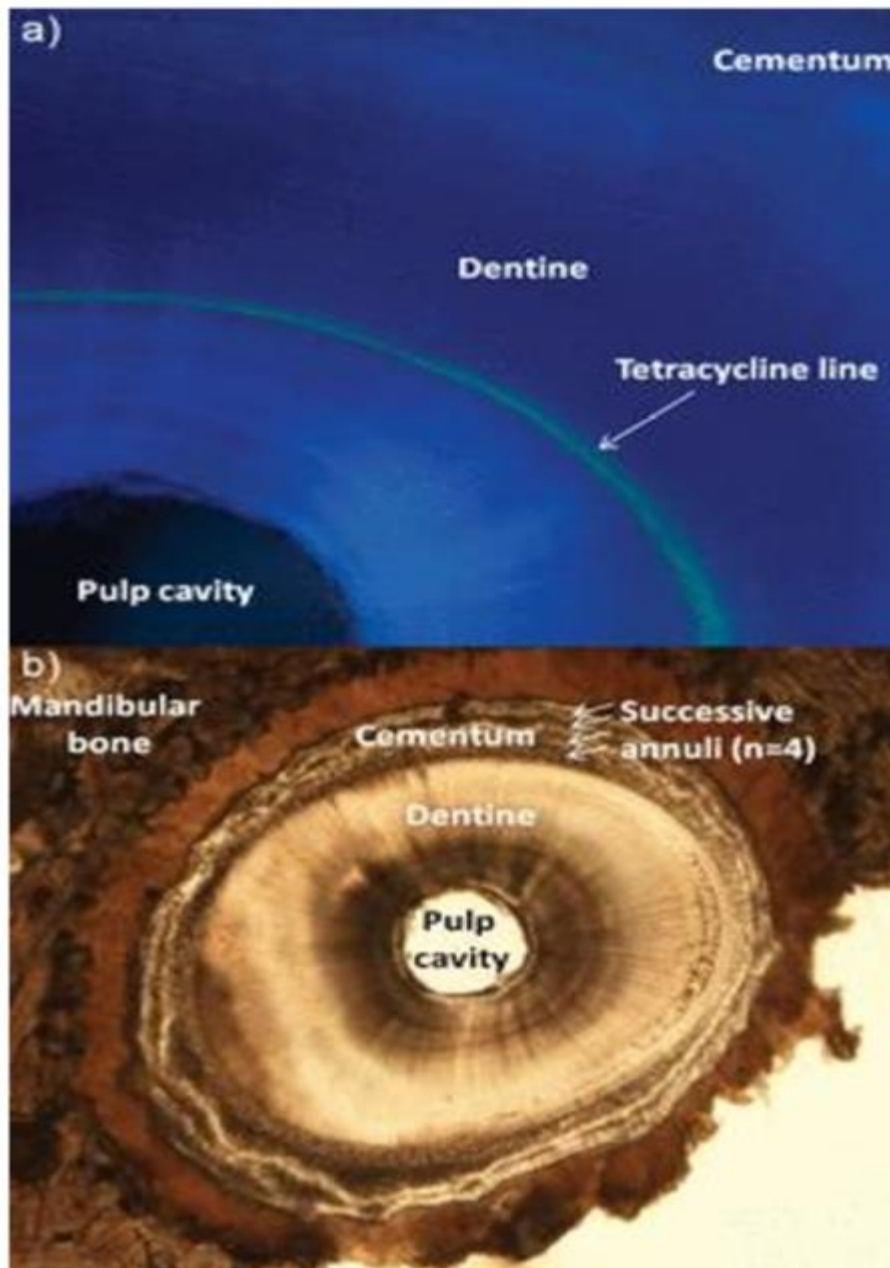 a)
Cementum
Dentine
Tetracycline line
Pulp cavity
b)
Mandibular
bone
Cementum
Successive
annuli (n=4)
Dentine
Pulp
cavity